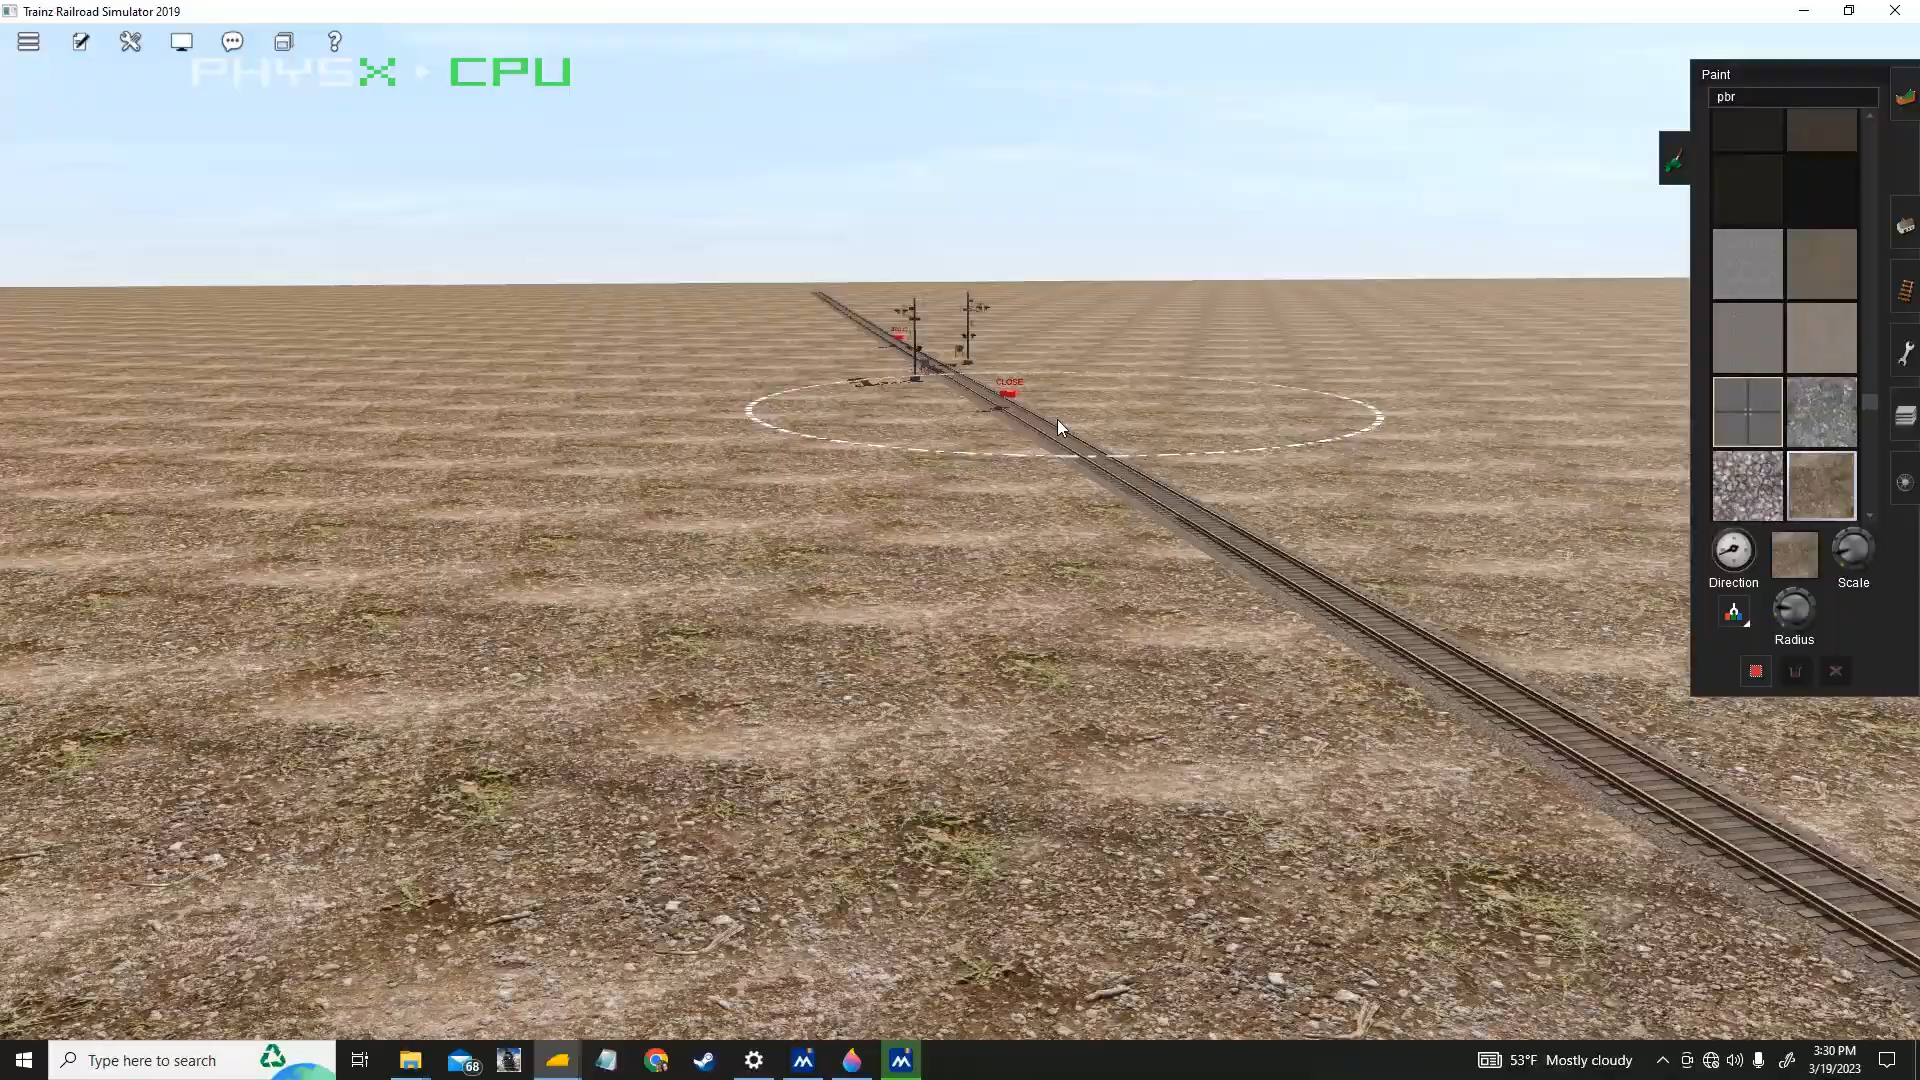 Trainz Railroad Simulator 2019
PHYSX CPU
Paint
pbr
CLOSE
Direction
Scale
Radius
Type here to search
68
53°F Mostly cloudy
3:30 PM
3/19/2023